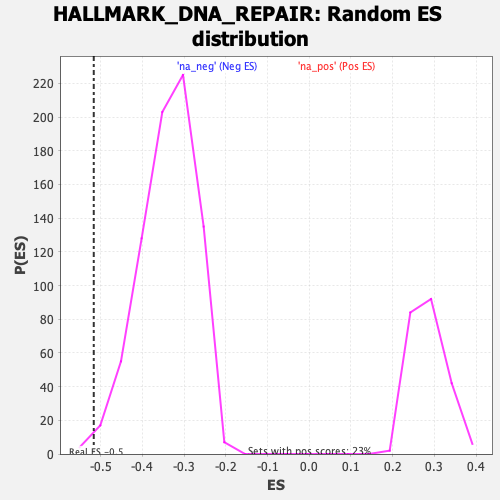 HALLMARK_DNA_REPAIR: Random ES
distribution
'na_neg' (Neg ES) 'na_pos' (Pos ES)
P(ES)
220
200
180
160
140
120
100
80
60
40
20
0
Real ES -0.5
Sets with pos scores: 23%
-0.5 -0.4 -0.3 -0.2 -0.1 0.0 0.1 0.2 0.3 0.4
ES